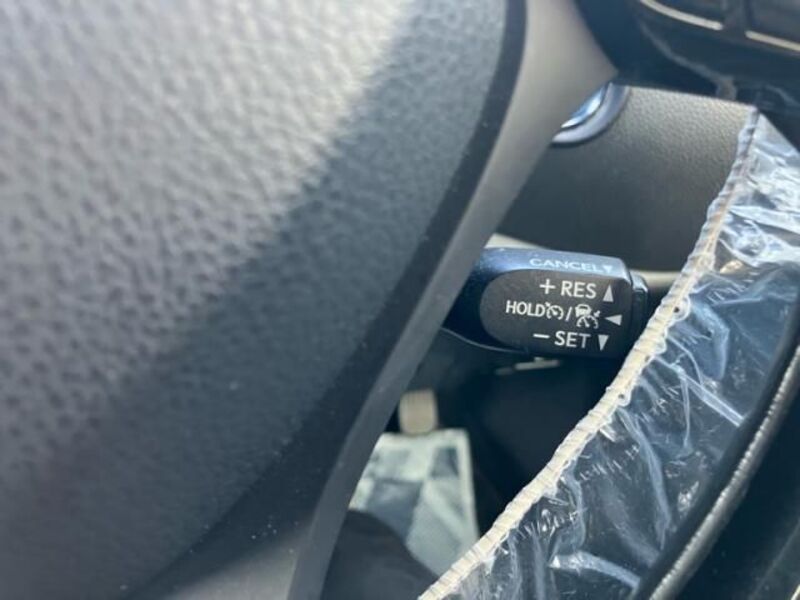 CANCEL
+ RES
HOLD /
− SET